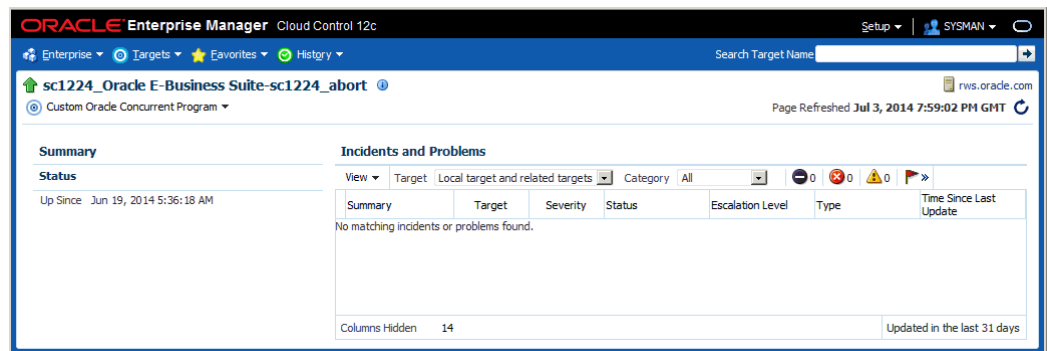 ORACLE Enterprise Manager Cloud Control 12c Setup SYSMAN
Enterprise Targets Favorites History Search Target Name
sc1224_Oracle E-Business Suite-sc1224_abort rws.oracle.com
Custom Oracle Concurrent Program Page Refreshed Jul 3, 2014 7:59:02 PM GMT
Summary
Status
Up Since Jun 19, 2014 5:36:18 AM
Incidents and Problems
View Target Local target and related targets Category All 0 0 0 »
Summary Target Severity Status Escalation Level Type Time Since Last Update
No matching incidents or problems found.
Columns Hidden 14 Updated in the last 31 days